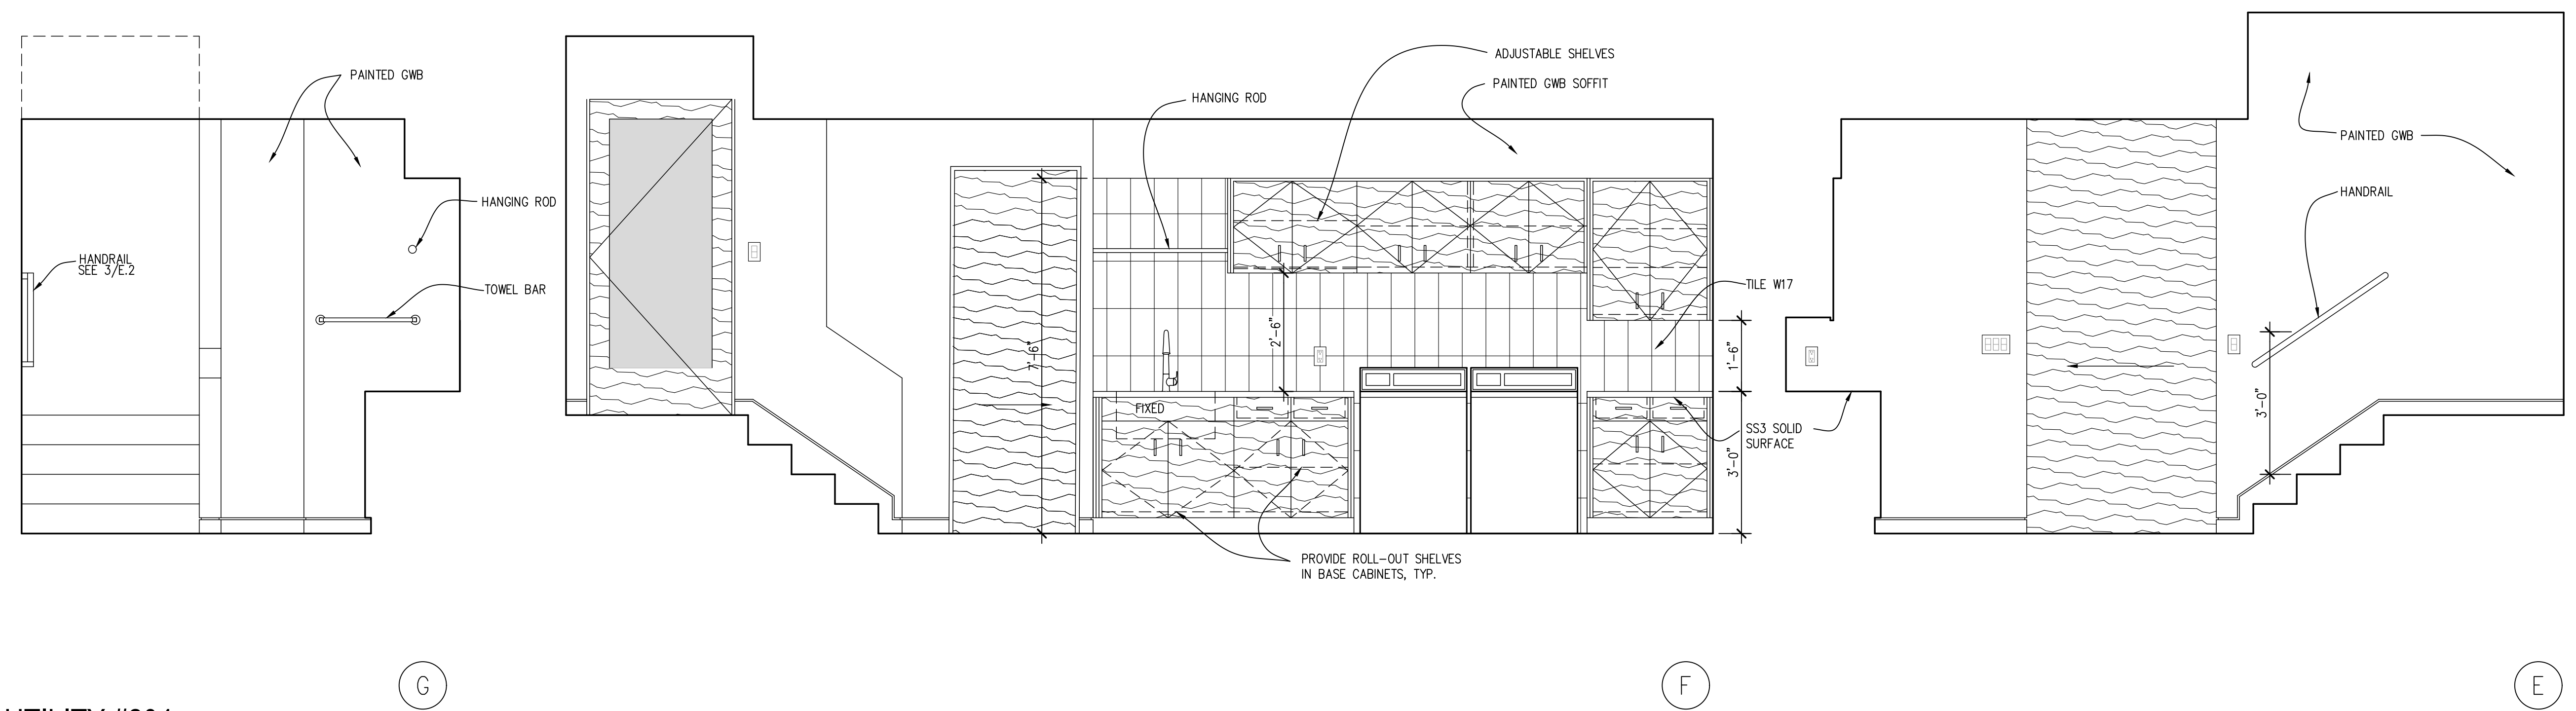 PAINTED GWB
HANGING ROD
HANDRAIL
SEE 3/E.2
TOWEL BAR
G
ADJUSTABLE SHELVES
PAINTED GWB SOFFIT
HANGING ROD
7'-6"
2'-6"
FIXED
TILE W17
1'-6"
SS3 SOLID
SURFACE
3'-0"
PROVIDE ROLL-OUT SHELVES
IN BASE CABINETS, TYP.
F
PAINTED GWB
HANDRAIL
3'-0"
E
UTILITY